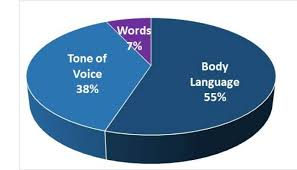 Words
7%
Tone of
Voice
38%
Body
Language
55%